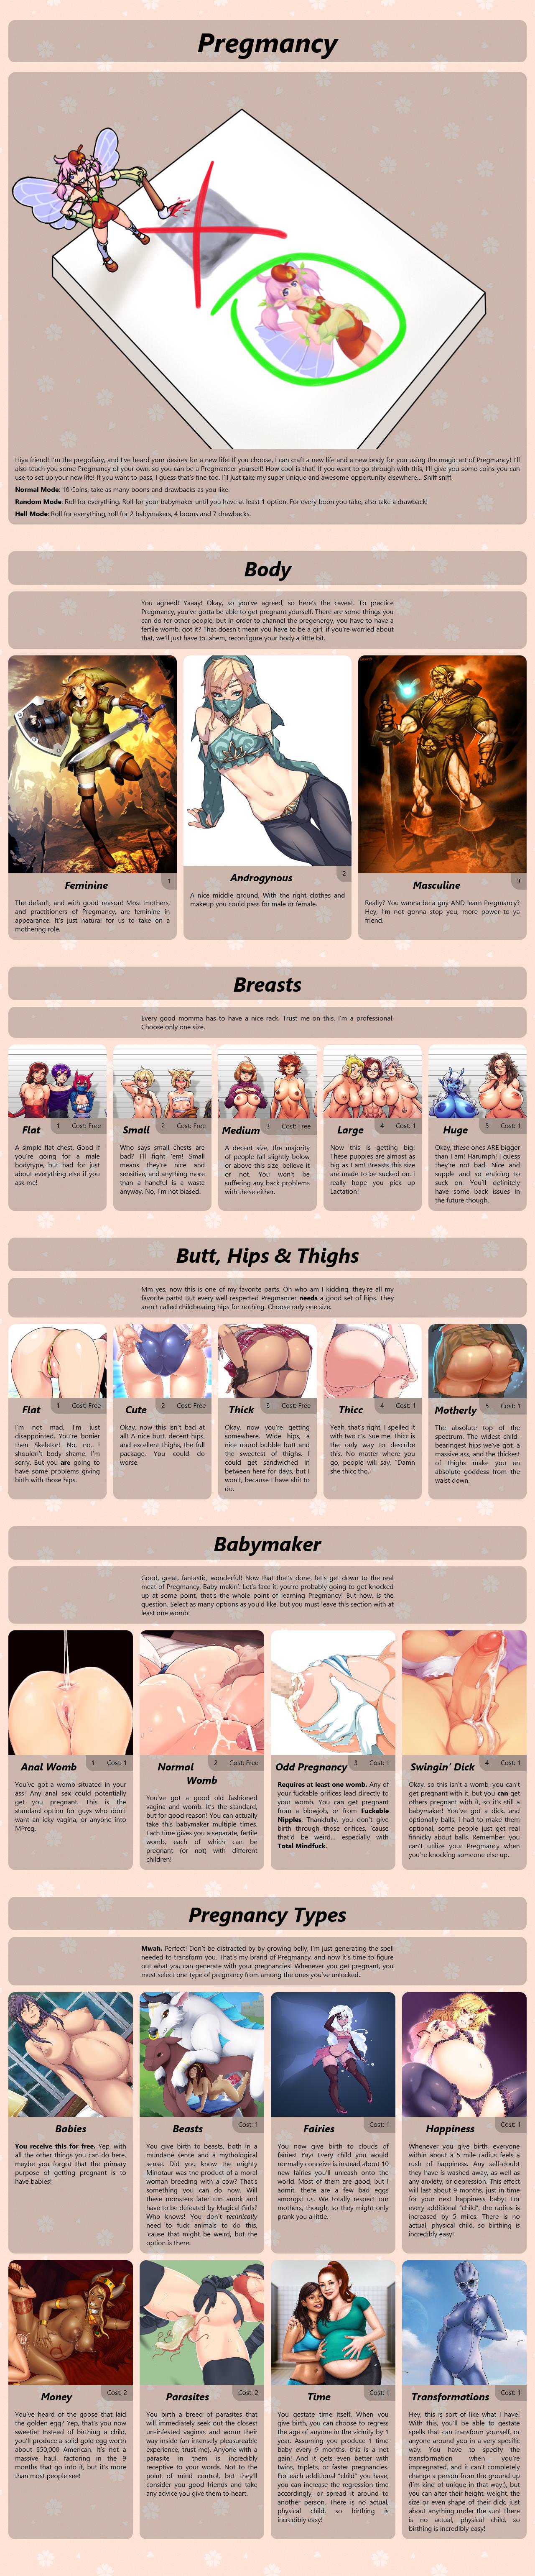 Pregmancy
Hiya friend! I'm the pregofairy, and I've heard your desires for a new life! If you choose, I can craft a new life and a new body for you using the magic art of Pregmancy! I'll
also teach you some Pregmancy of your own, so you can be a Pregmancer yourself! How cool is that! If you want to go through with this, I'll give you some coins you can
use to set up your new life! If you want to pass, I guess that's fine too. I'll just take my super unique and awesome opportunity elsewhere... Sniff sniff.
Normal Mode: 10 Coins, take as many boons and drawbacks as you like.
Random Mode: Roll for everything. Roll for your babymaker until you have at least 1 option. For every boon you take, also take a drawback!
Hell Mode: Roll for everything, roll for 2 babymakers, 4 boons and 7 drawbacks.
Body
You agreed! Yaaay! Okay, so you've agreed, so here's the caveat. To practice
Pregmancy, you've gotta be able to get pregnant yourself. There are some things you
can do for other people, but in order to channel the pregenergy, you have to have a
fertile womb, got it? That doesn't mean you have to be a girl, if you're worried about
that, we'll just have to, ahem, reconfigure your body a little bit.
Feminine
1
The default, and with good reason! Most mothers,
and practitioners of Pregmancy, are feminine in
appearance. It's just natural for us to take on a
mothering role.
Androgynous
2
A nice middle ground. With the right clothes and
makeup you could pass for male or female.
Masculine
3
Really? You wanna be a guy AND learn Pregmancy?
Hey, I'm not gonna stop you, more power to ya
friend.
Breasts
Every good momma has to have a nice rack. Trust me on this, I'm a professional.
Choose only one size.
Flat
1 Cost: Free
A simple flat chest. Good if
you're going for a male
bodytype, but bad for just
about everything else if you
ask me!
Small
2 Cost: Free
Who says small chests are
bad? I'll fight 'em! Small
means they're nice and
sensitive, and anything more
than a handful is a waste
anyway. No, I'm not biased.
Medium
3 Cost: Free
A decent size, the majority
of people fall slightly below
or above this size, believe it
or not. You won't be
suffering any back problems
with these either.
Large
4 Cost: 1
Now this is getting big!
These puppies are almost as
big as I am! Breasts this size
are made to be sucked on. I
really hope you pick up
Lactation!
Huge
5 Cost: 1
Okay, these ones ARE bigger
than I am! Harumph! I guess
they're not bad. Nice and
supple and so enticing to
suck on. You'll definitely
have some back issues in
the future though.
Butt, Hips & Thighs
Mm yes, now this is one of my favorite parts. Oh who am I kidding, they're all my
favorite parts! But every well respected Pregmancer needs a good set of hips. They
aren't called childbearing hips for nothing. Choose only one size.
Flat
1 Cost: Free
I'm not mad, I'm just
disappointed. You're bonier
then Skeletor! No, no, I
shouldn't body shame. I'm
sorry. But you are going to
have some problems giving
birth with those hips.
Cute
2 Cost: Free
Okay, now this isn't bad at
all! A nice butt, decent hips,
and excellent thighs, the full
package. You could do
worse.
Thick
3 Cost: Free
Okay, now you're getting
somewhere. Wide hips, a
nice round bubble butt and
the sweetest of thighs. I
could get sandwiched in
between here for days, but I
won't, because I have shit to
do.
Thicc
4 Cost: 1
Yeah, that's right, I spelled it
with two c's. Sue me. Thicc is
the only way to describe
this. No matter where you
go, people will say, "Damn
she thicc tho."
Motherly
5 Cost: 1
The absolute top of the
spectrum. The widest child-
bearingest hips we've got, a
massive ass, and the thickest
of thighs make you an
absolute goddess from the
waist down.
Babymaker
Good, great, fantastic, wonderful! Now that that's done, let's get down to the real
meat of Pregmancy. Baby makin'. Let's face it, you're probably going to get knocked
up at some point, that's the whole point of learning Pregmancy! But how, is the
question. Select as many options as you'd like, but you must leave this section with at
least one womb!
Anal Womb
1 Cost: 1
You've got a womb situated in your
ass! Any anal sex could potentially
get you pregnant. This is the
standard option for guys who don't
want an icky vagina, or anyone into
MPreg.
Normal
Womb
2 Cost: Free
You've got a good old fashioned
vagina and womb. It's the standard,
but for good reason! You can actually
take this babymaker multiple times.
Each time gives you a separate, fertile
womb, each of which can be
pregnant (or not) with different
children!
Odd Pregnancy
3 Cost: 1
Requires at least one womb. Any of
your fuckable orifices lead directly to
your womb. You can get pregnant
from a blowjob, or from Fuckable
Nipples. Thankfully, you don't give
birth through those orifices, 'cause
that'd be weird... especially with
Total Mindfuck.
Swingin' Dick
4 Cost: 1
Okay, so this isn't a womb, you can't
get pregnant with it, but you can get
others pregnant with it, so it's still a
babymaker! You've got a dick, and
optionally balls. I had to make them
optional, some people just get real
finnicky about balls. Remember, you
can't utilize your Pregmancy when
you're knocking someone else up.
Pregnancy Types
Mwah. Perfect! Don't be distracted by by growing belly, I'm just generating the spell
needed to transform you. That's my brand of Pregmancy, and now it's time to figure
out what you can generate with your pregnancies! Whenever you get pregnant, you
must select one type of pregnancy from among the ones you've unlocked.
Babies
You receive this for free. Yep, with
all the other things you can do here,
maybe you forgot that the primary
purpose of getting pregnant is to
have babies!
Beasts
Cost: 1
You give birth to beasts, both in a
mundane sense and a mythological
sense. Did you know the mighty
Minotaur was the product of a moral
woman breeding with a cow? That's
something you can do now. Will
these monsters later run amok and
have to be defeated by Magical Girls?
Who knows! You don't technically
need to fuck animals to do this,
'cause that might be weird, but the
option is there.
Fairies
Cost: 1
You now give birth to clouds of
fairies! Yay! Every child you would
normally conceive is instead about 10
new fairies you'll unleash onto the
world. Most of them are good, but I
admit, there are a few bad eggs
amongst us. We totally respect our
mothers, though, so they might only
prank you a little.
Happiness
Cost: 1
Whenever you give birth, everyone
within about a 5 mile radius feels a
rush of happiness. Any self-doubt
they have is washed away, as well as
any anxiety, or depression. This effect
will last about 9 months, just in time
for your next happiness baby! For
every additional "child", the radius is
increased by 5 miles. There is no
actual, physical child, so birthing is
incredibly easy!
Money
Cost: 2
You've heard of the goose that laid
the golden egg? Yep, that's you now
sweetie! Instead of birthing a child,
you'll produce a solid gold egg worth
about $50,000 American. It's not a
massive haul, factoring in the 9
months that go into it, but it's more
than most people see!
Parasites
Cost: 2
You birth a breed of parasites that
will immediately seek out the closest
un-infested vaginas and worm their
way inside (an intensely pleasureable
experience, trust me). Anyone with a
parasite in them is incredibly
receptive to your words. Not to the
point of mind control, but they'll
consider you good friends and take
any advice you give them to heart.
Time
Cost: 1
You gestate time itself. When you
give birth, you can choose to regress
the age of anyone in the vicinity by 1
year. Assuming you produce 1 time
baby every 9 months, this is a net
gain! And it gets even better with
twins, triplets, or faster pregnancies.
For each additional "child" you have,
you can increase the regression time
accordingly, or spread it around to
another person. There is no actual,
physical child, so birthing is
incredibly easy!
Transformations
Cost: 1
Hey, this is sort of like what I have!
With this, you'll be able to gestate
spells that can transform yourself, or
anyone around you in a very specific
way. You have to specify the
transformation when you're
impregnated, and it can't completely
change a person from the ground up
(I'm kind of unique in that way!), but
you can alter their height, weight, the
size or even shape of their dick, just
about anything under the sun! There
is no actual, physical child, so
birthing is incredibly easy!